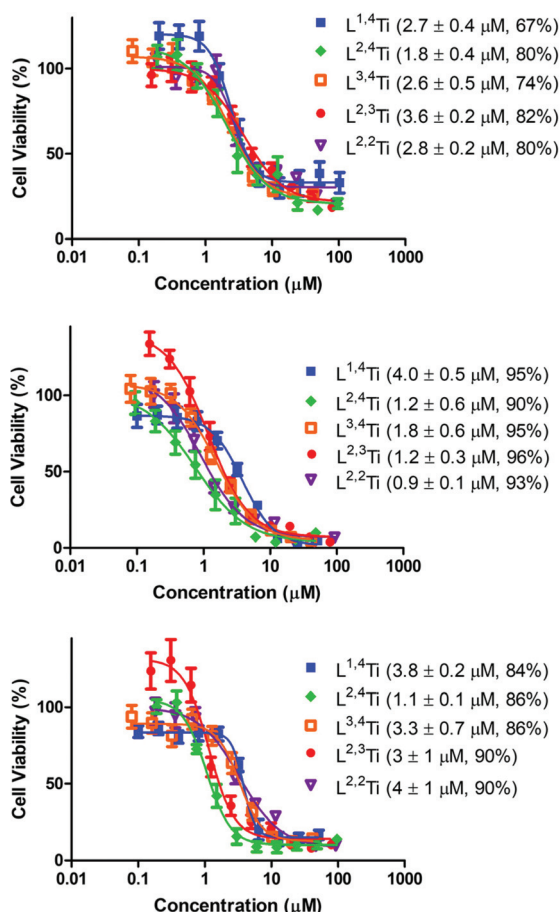 L1,4Ti (2.7 ± 0.4 µM, 67%)
L2,4Ti (1.8 ± 0.4 µM, 80%)
L3,4Ti (2.6 ± 0.5 µM, 74%)
L2,3Ti (3.6 ± 0.2 µM, 82%)
L2,2Ti (2.8 ± 0.2 µM, 80%)
Cell Viability (%)
150
100
50
0
0.01 0.1 1 10 100 1000
Concentration (µM)
L1,4Ti (4.0 ± 0.5 µM, 95%)
L2,4Ti (1.2 ± 0.6 µM, 90%)
L3,4Ti (1.8 ± 0.6 µM, 95%)
L2,3Ti (1.2 ± 0.3 µM, 96%)
L2,2Ti (0.9 ± 0.1 µM, 93%)
Cell Viability (%)
100
50
0
0.01 0.1 1 10 100 1000
Concentration (µM)
L1,4Ti (3.8 ± 0.2 µM, 84%)
L2,4Ti (1.1 ± 0.1 µM, 86%)
L3,4Ti (3.3 ± 0.7 µM, 86%)
L2,3Ti (3 ± 1 µM, 90%)
L2,2Ti (4 ± 1 µM, 90%)
Cell Viability (%)
100
50
0
0.01 0.1 1 10 100 1000
Concentration (µM)